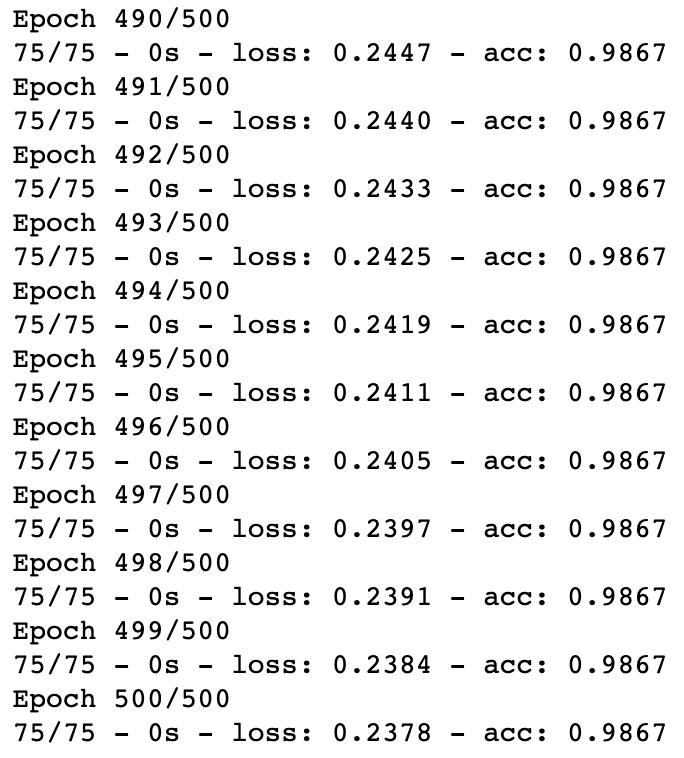 Epoch 490/500
75/75 - 0s - loss: 0.2447 - acc: 0.9867
Epoch 491/500
75/75 - 0s - loss: 0.2440 - acc: 0.9867
Epoch 492/500
75/75 - 0s - loss: 0.2433 - acc: 0.9867
Epoch 493/500
75/75 - 0s - loss: 0.2425 - acc: 0.9867
Epoch 494/500
75/75 - 0s - loss: 0.2419 - acc: 0.9867
Epoch 495/500
75/75 - 0s - loss: 0.2411 - acc: 0.9867
Epoch 496/500
75/75 - 0s - loss: 0.2405 - acc: 0.9867
Epoch 497/500
75/75 - 0s - loss: 0.2397 - acc: 0.9867
Epoch 498/500
75/75 - 0s - loss: 0.2391 - acc: 0.9867
Epoch 499/500
75/75 - 0s - loss: 0.2384 - acc: 0.9867
Epoch 500/500
75/75 - 0s - loss: 0.2378 - acc: 0.9867